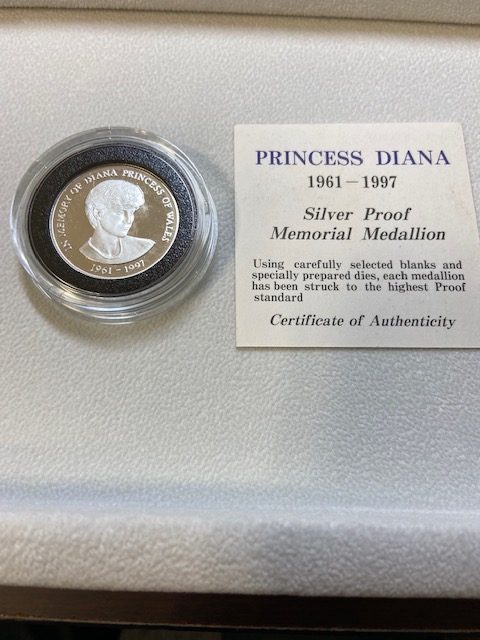 IN MEMORY OF DIANA PRINCESS OF WALES
1961 - 1997
PRINCESS DIANA
1961 – 1997
Silver Proof
Memorial Medallion
Using carefully selected blanks and
specially prepared dies, each medallion
has been struck to the highest Proof
standard
Certificate of Authenticity